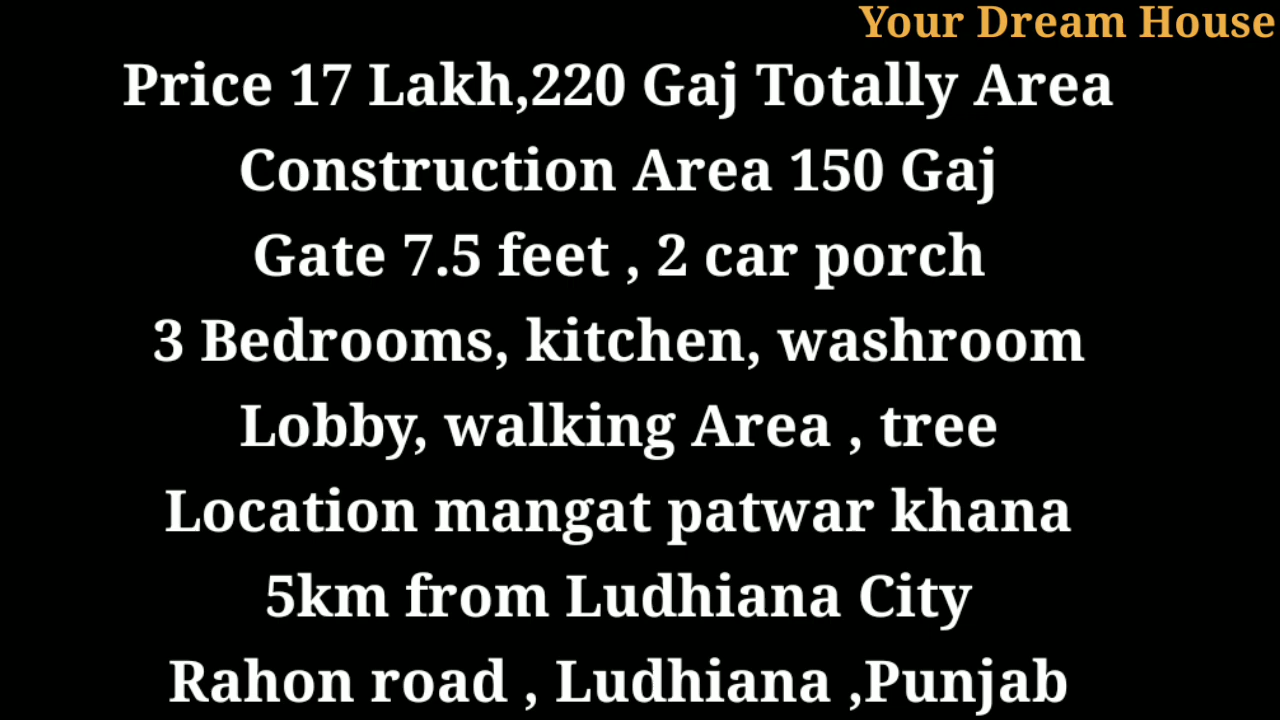 Your Dream House
Price 17 Lakh,220 Gaj Totally Area
Construction Area 150 Gaj
Gate 7.5 feet , 2 car porch
3 Bedrooms, kitchen, washroom
Lobby, walking Area , tree
Location mangat patwar khana
5km from Ludhiana City
Rahon road , Ludhiana ,Punjab